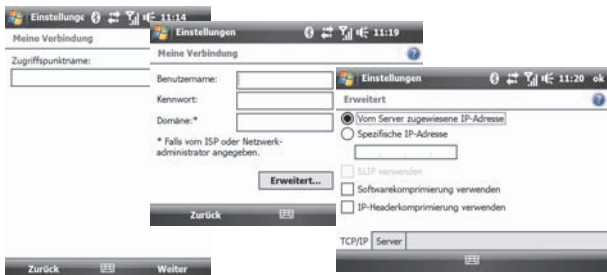 Einstellunge 11:14
Meine Verbindung
Zugriffspunktname:
Zurück Weiter
Einstellungen 11:19
Meine Verbindung
Benutzername:
Kennwort:
Domäne:*
* Falls vom ISP oder Netzwerk-
administrator angegeben.
Erweitert...
Zurück
Einstellungen 11:20 ok
Erweitert
Vom Server zugewiesene IP-Adresse
Spezifische IP-Adresse
SLIP verwenden
Softwarekomprimierung verwenden
IP-Headerkomprimierung verwenden
TCP/IP Server